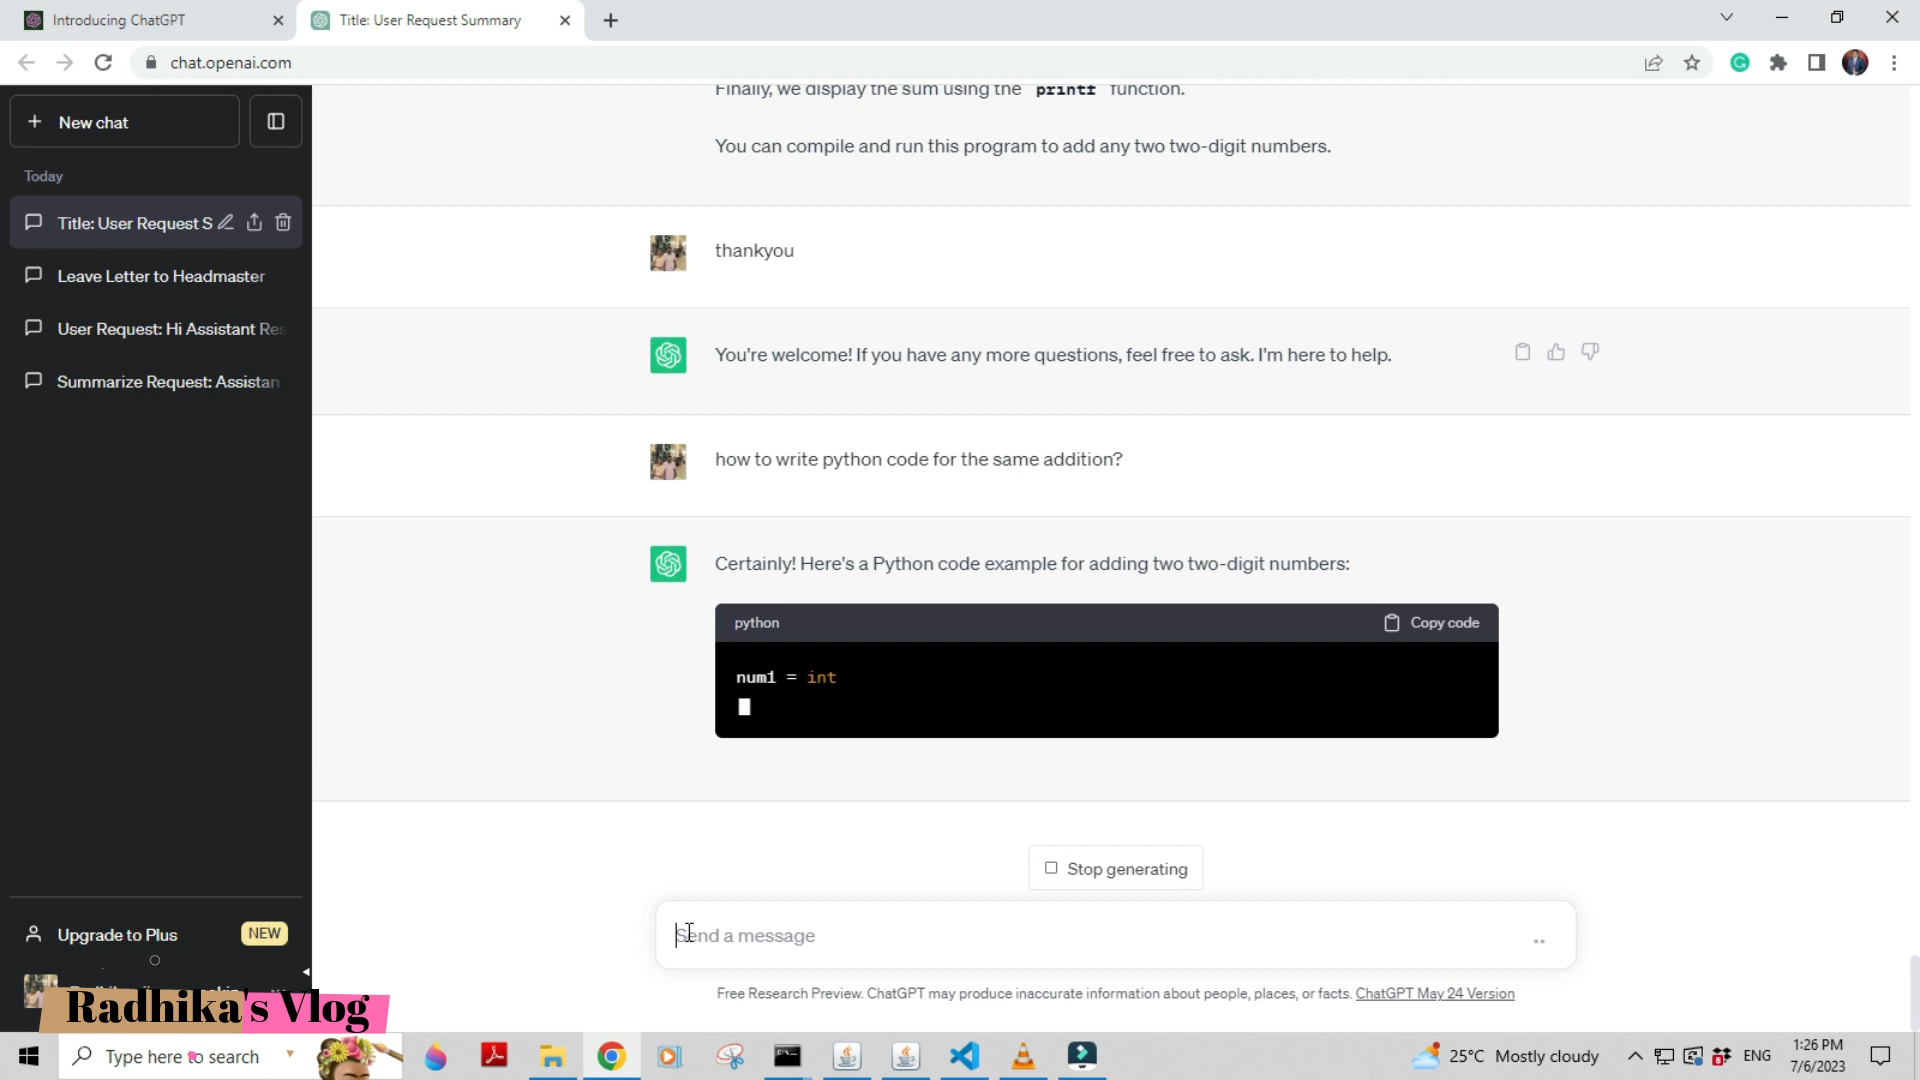 Introducing ChatGPT
Title: User Request Summary
chat.openai.com
New chat
Today
Title: User Request S
Leave Letter to Headmaster
User Request: Hi Assistant Res
Summarize Request: Assistan
Finally, we display the sum using the printf function.
You can compile and run this program to add any two two-digit numbers.
thankyou
You're welcome! If you have any more questions, feel free to ask. I'm here to help.
how to write python code for the same addition?
Certainly! Here's a Python code example for adding two two-digit numbers:
python
Copy code
num1 = int
Stop generating
Send a message
Free Research Preview. ChatGPT may produce inaccurate information about people, places, or facts. ChatGPT May 24 Version
Upgrade to Plus
NEW
Radhika's Vlog
Type here to search
25°C Mostly cloudy
ENG
1:26 PM
7/6/2023